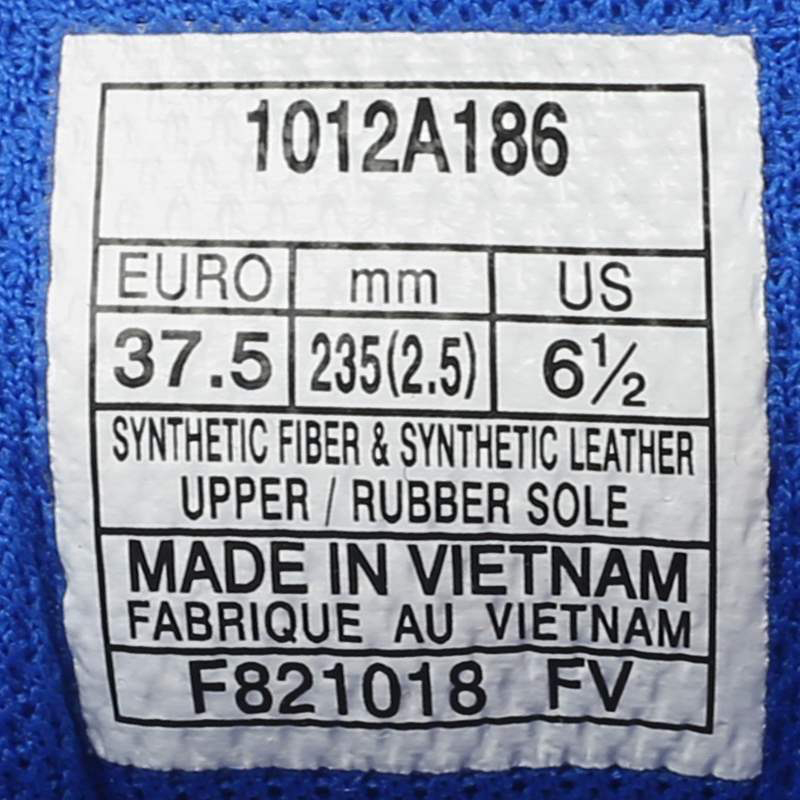 1012A186
EURO mm US
37.5 235(2.5) 6½
SYNTHETIC FIBER & SYNTHETIC LEATHER
UPPER / RUBBER SOLE
MADE IN VIETNAM
FABRIQUE AU VIETNAM
F821018 FV